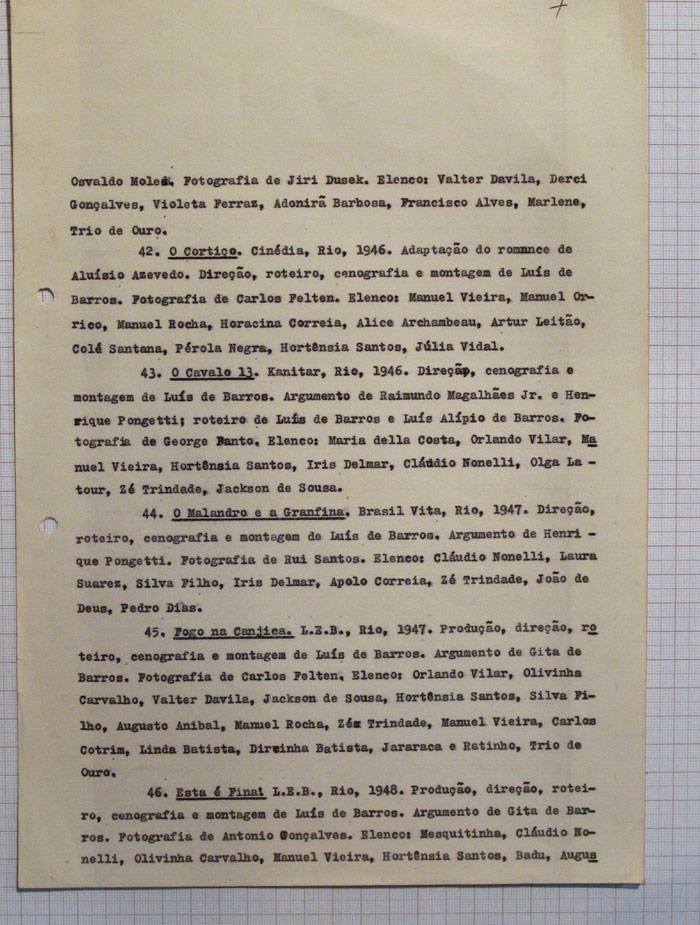 Osvaldo Moles. Fotografia de Jiri Dusek. Elenco: Valter Davila, Derci
Gonçalves, Violeta Ferraz, Adonirã Barbosa, Francisco Alves, Marlene,
Trio de Ouro.
42. O Cortiço. Cinédia, Rio, 1946. Adaptação do romance de
Aluísio Azevedo. Direção, roteiro, cenografia e montagem de Luís de
Barros. Fotografia de Carlos Felten. Elenco: Manuel Vieira, Manuel Or-
rico, Manuel Rocha, Horacina Correia, Alice Archambeau, Artur Leitão,
Colé Santana, Pérola Negra, Hortênsia Santos, Júlia Vidal.
43. O Cavalo 13. Kanitar, Rio, 1946. Direção, cenografia e
montagem de Luís de Barros. Argumento de Raimundo Magalhães Jr. e Hen-
rique Pongetti; roteiro de Luís de Barros e Luís Alípio de Barros. Fo-
tografia de George Fanto. Elenco: Maria della Costa, Orlando Vilar, Ma
nuel Vieira, Hortênsia Santos, Iris Delmar, Cláudio Nonelli, Olga La -
tour, Zé Trindade, Jackson de Sousa.
44. O Malandro e a Granfina. Brasil Vita, Rio, 1947. Direção,
roteiro, cenografia e montagem de Luís de Barros. Argumento de Henri -
que Pongetti. Fotografia de Rui Santos. Elenco: Cláudio Nonelli, Laura
Suarez, Silva Filho, Iris Delmar, Apolo Correia, Zé Trindade, João de
Deus, Pedro Dias.
45. Fogo na Canjica. L.E.B., Rio, 1947. Produção, direção, ro
teiro, cenografia e montagem de Luís de Barros. Argumento de Gita de
Barros. Fotografia de Carlos Felten. Elenco: Orlando Vilar, Olivinha
Carvalho, Valter Davila, Jackson de Sousa, Hortênsia Santos, Silva Fi-
lho, Augusto Anibal, Manuel Rocha, Zé Trindade, Manuel Vieira, Carlos
Cotrim, Linda Batista, Dircinha Batista, Jararaca e Ratinho, Trio de
Ouro.
46. Esta é Fina! L.E.B., Rio, 1948. Produção, direção, rotei-
ro, cenografia e montagem de Luís de Barros. Argumento de Gita de Bar-
ros. Fotografia de Antonio Gonçalves. Elenco: Mesquitinha, Cláudio No-
nelli, Olivinha Carvalho, Manuel Vieira, Hortênsia Santos, Badu, Augus